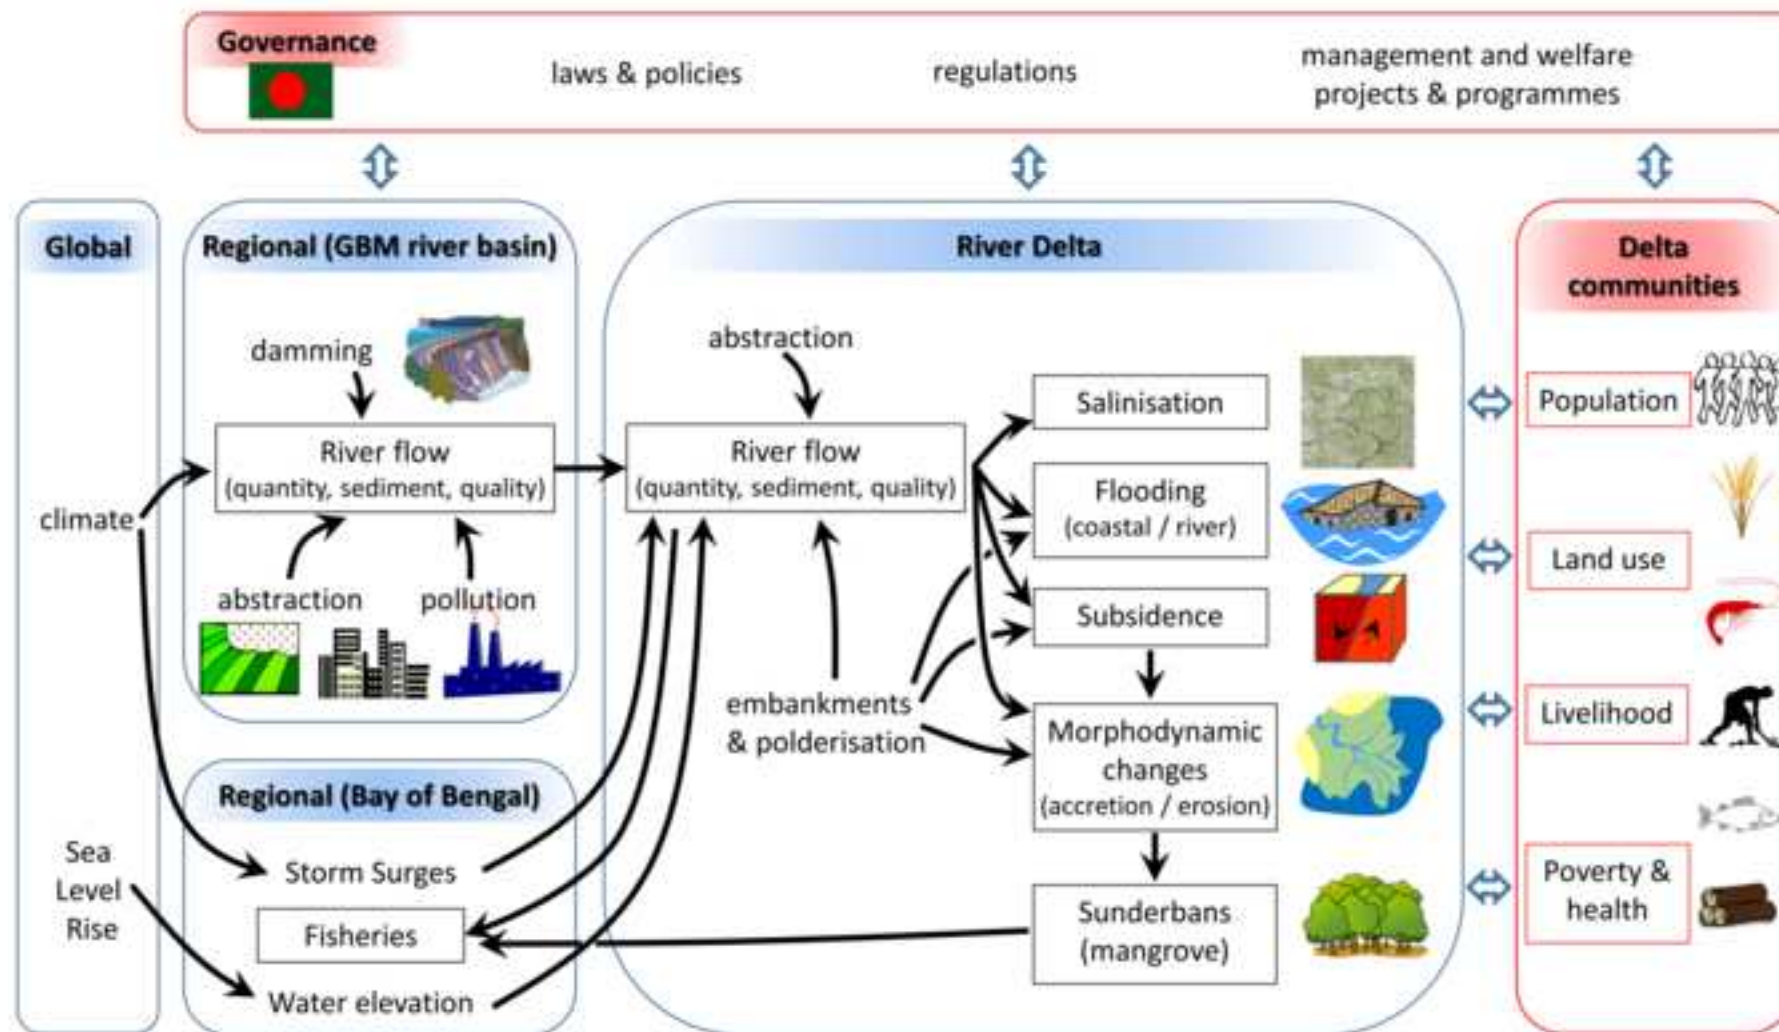 Governance
laws & policies
regulations
management and welfare
projects & programmes
Global
climate
Sea
Level
Rise
Regional (GBM river basin)
damming
River flow
(quantity, sediment, quality)
abstraction
pollution
Regional (Bay of Bengal)
Storm Surges
Fisheries
Water elevation
River Delta
abstraction
River flow
(quantity, sediment, quality)
embankments
& polderisation
Salinisation
Flooding
(coastal / river)
Subsidence
Morphodynamic
changes
(accretion / erosion)
Sunderbans
(mangrove)
Delta
communities
Population
Land use
Livelihood
Poverty &
health